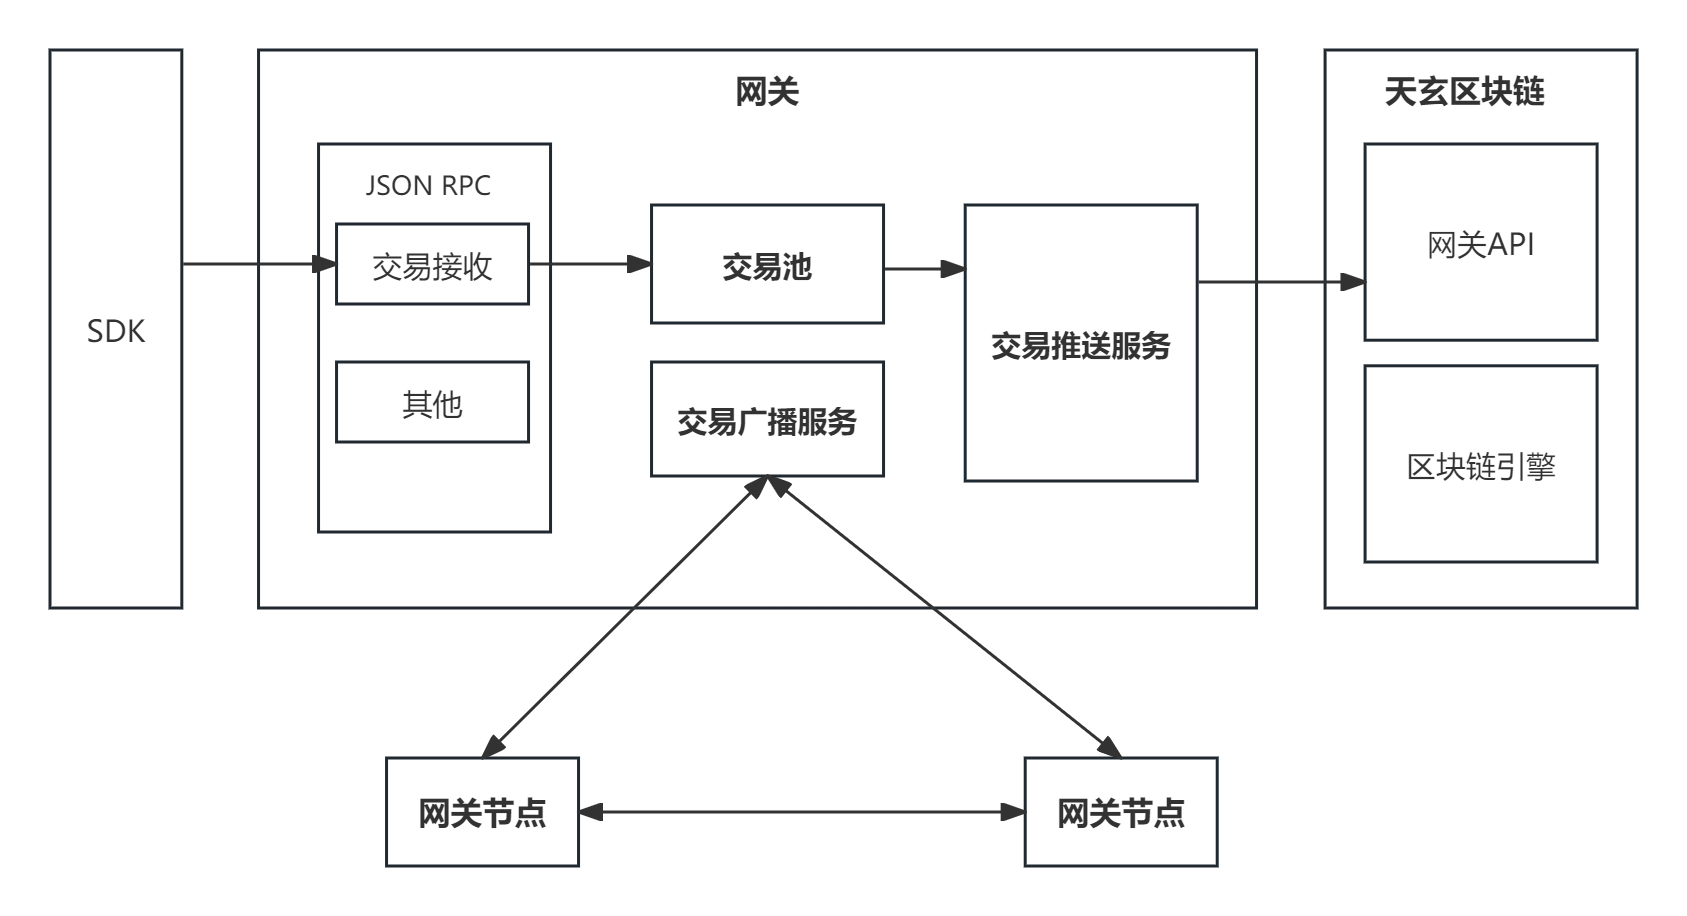 SDK
网关
JSON RPC
交易接收
其他
交易池
交易广播服务
交易推送服务
天玄区块链
网关API
区块链引擎
网关节点
网关节点